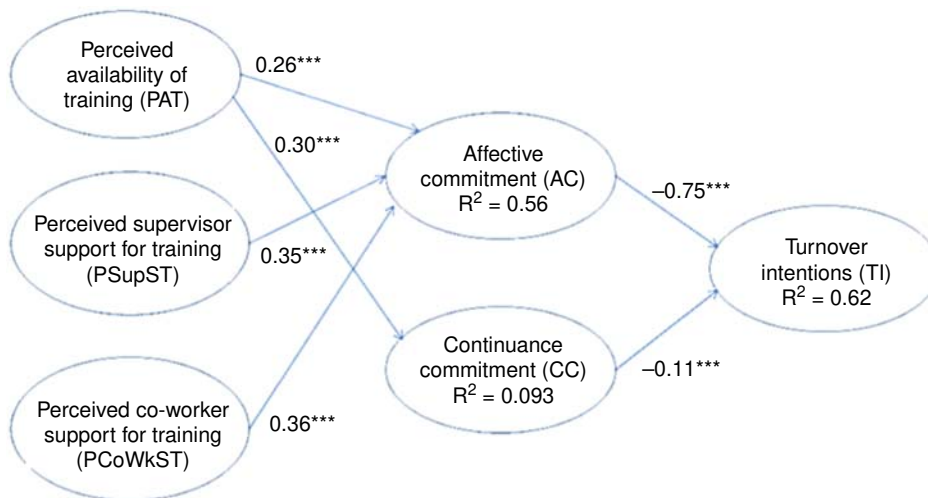 Perceived
availability of
training (PAT)
0.26***
0.30***
Perceived supervisor
support for training
(PSupST)
0.35***
Perceived co-worker
support for training
(PCoWkST)
0.36***
Affective
commitment (AC)
R² = 0.56
Continuance
commitment (CC)
R² = 0.093
–0.75***
–0.11***
Turnover
intentions (TI)
R² = 0.62